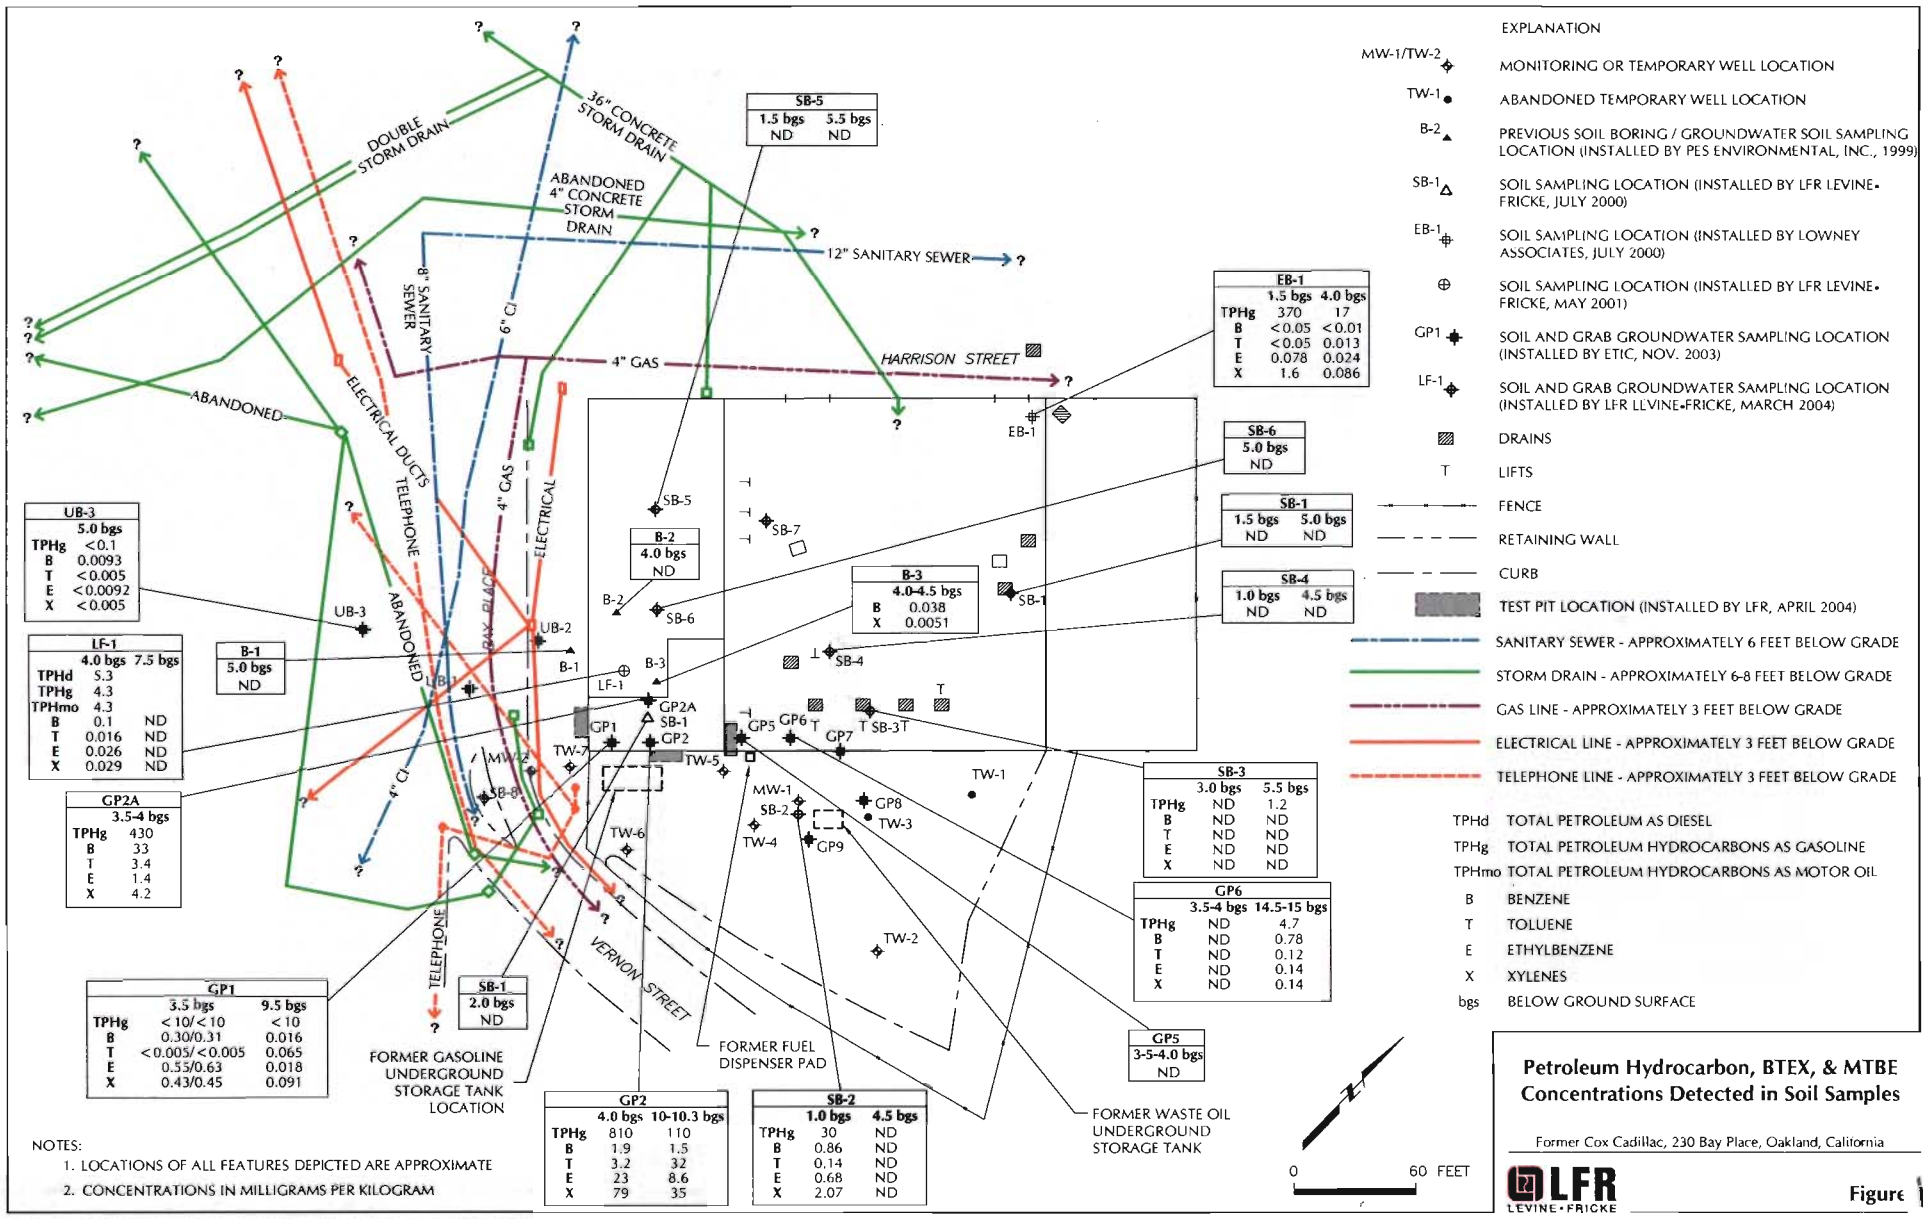 EXPLANATION
MW-1/TW-2 MONITORING OR TEMPORARY WELL LOCATION
TW-1 ABANDONED TEMPORARY WELL LOCATION
B-2 PREVIOUS SOIL BORING / GROUNDWATER SOIL SAMPLING
LOCATION (INSTALLED BY PES ENVIRONMENTAL, INC., 1999)
SB-1 SOIL SAMPLING LOCATION (INSTALLED BY LFR LEVINE•
FRICKE, JULY 2000)
EB-1 SOIL SAMPLING LOCATION (INSTALLED BY LOWNEY
ASSOCIATES, JULY 2000)
SOIL SAMPLING LOCATION (INSTALLED BY LFR LEVINE•
FRICKE, MAY 2001)
GP1 SOIL AND GRAB GROUNDWATER SAMPLING LOCATION
(INSTALLED BY ETIC, NOV. 2003)
LF-1 SOIL AND GRAB GROUNDWATER SAMPLING LOCATION
(INSTALLED BY LFR LEVINE•FRICKE, MARCH 2004)
DRAINS
T LIFTS
FENCE
RETAINING WALL
CURB
TEST PIT LOCATION (INSTALLED BY LFR, APRIL 2004)
SANITARY SEWER - APPROXIMATELY 6 FEET BELOW GRADE
STORM DRAIN - APPROXIMATELY 6-8 FEET BELOW GRADE
GAS LINE - APPROXIMATELY 3 FEET BELOW GRADE
ELECTRICAL LINE - APPROXIMATELY 3 FEET BELOW GRADE
TELEPHONE LINE - APPROXIMATELY 3 FEET BELOW GRADE
TPHd TOTAL PETROLEUM AS DIESEL
TPHg TOTAL PETROLEUM HYDROCARBONS AS GASOLINE
TPHmo TOTAL PETROLEUM HYDROCARBONS AS MOTOR OIL
B BENZENE
T TOLUENE
E ETHYLBENZENE
X XYLENES
bgs BELOW GROUND SURFACE
Petroleum Hydrocarbon, BTEX, & MTBE
Concentrations Detected in Soil Samples
Former Cox Cadillac, 230 Bay Place, Oakland, California
LFR
LEVINE•FRICKE
Figure
0 60 FEET
DOUBLE
STORM DRAIN
36" CONCRETE
STORM DRAIN
ABANDONED
4" CONCRETE
STORM
DRAIN
12" SANITARY SEWER
8" SANITARY
SEWER
6" CI
4" GAS
HARRISON STREET
ABANDONED
ELECTRICAL DUCTS
TELEPHONE
4" GAS
ELECTRICAL
BAY PLACE
ABANDONED
4" CI
TELEPHONE
VERNON STREET
SB-5
1.5 bgs 5.5 bgs
ND ND
EB-1
1.5 bgs 4.0 bgs
TPHg 370 17
B <0.05 <0.01
T <0.05 0.013
E 0.078 0.024
X 1.6 0.086
SB-6
5.0 bgs
ND
SB-1
1.5 bgs 5.0 bgs
ND ND
SB-4
1.0 bgs 4.5 bgs
ND ND
B-2
4.0 bgs
ND
B-3
4.0-4.5 bgs
B 0.038
X 0.0051
UB-3
5.0 bgs
TPHg <0.1
B 0.0093
T <0.005
E <0.0092
X <0.005
LF-1
4.0 bgs 7.5 bgs
TPHd 5.3
TPHg 4.3
TPHmo 4.3
B 0.1 ND
T 0.016 ND
E 0.026 ND
X 0.029 ND
B-1
5.0 bgs
ND
GP2A
3.5-4 bgs
TPHg 430
B 33
T 3.4
E 1.4
X 4.2
SB-3
3.0 bgs 5.5 bgs
TPHg ND 1.2
B ND ND
T ND ND
E ND ND
X ND ND
GP6
3.5-4 bgs 14.5-15 bgs
TPHg ND 4.7
B ND 0.78
T ND 0.12
E ND 0.14
X ND 0.14
GP5
3-5-4.0 bgs
ND
GP1
3.5 bgs 9.5 bgs
TPHg <10/<10 <10
B 0.30/0.31 0.016
T <0.005/<0.005 0.065
E 0.55/0.63 0.018
X 0.43/0.45 0.091
SB-1
2.0 bgs
ND
GP2
4.0 bgs 10-10.3 bgs
TPHg 810 110
B 1.9 1.5
T 3.2 32
E 23 8.6
X 79 35
SB-2
1.0 bgs 4.5 bgs
TPHg 30 ND
B 0.86 ND
T 0.14 ND
E 0.68 ND
X 2.07 ND
EB-1
SB-5
SB-7
B-2
SB-6
SB-1
UB-3
UB-2
B-1
B-3
LF-1
SB-4
GP2A
SB-1
GP1
GP2
GP5
GP6
GP7
SB-3
TW-7
MW-2
SB-8
TW-5
TW-1
MW-1
SB-2
GP8
TW-3
TW-4
GP9
TW-6
TW-2
FORMER GASOLINE
UNDERGROUND
STORAGE TANK
LOCATION
FORMER FUEL
DISPENSER PAD
FORMER WASTE OIL
UNDERGROUND
STORAGE TANK
NOTES:
1. LOCATIONS OF ALL FEATURES DEPICTED ARE APPROXIMATE
2. CONCENTRATIONS IN MILLIGRAMS PER KILOGRAM